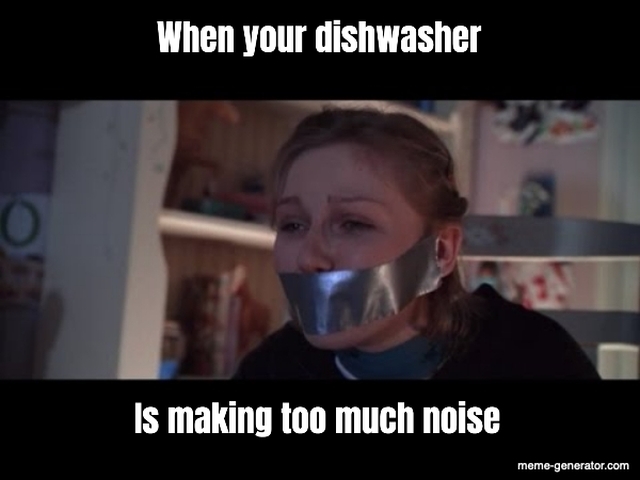 When your dishwasher
O
Is making too much noise
meme-generator.com